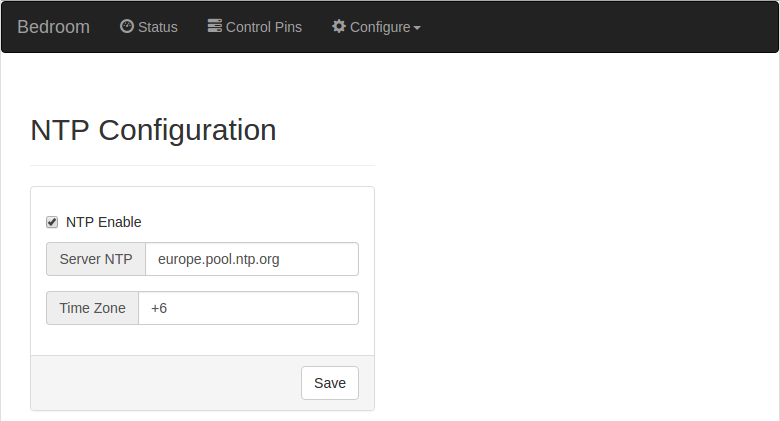 Bedroom Status Control Pins Configure
NTP Configuration
NTP Enable
Server NTP europe.pool.ntp.org
Time Zone +6
Save